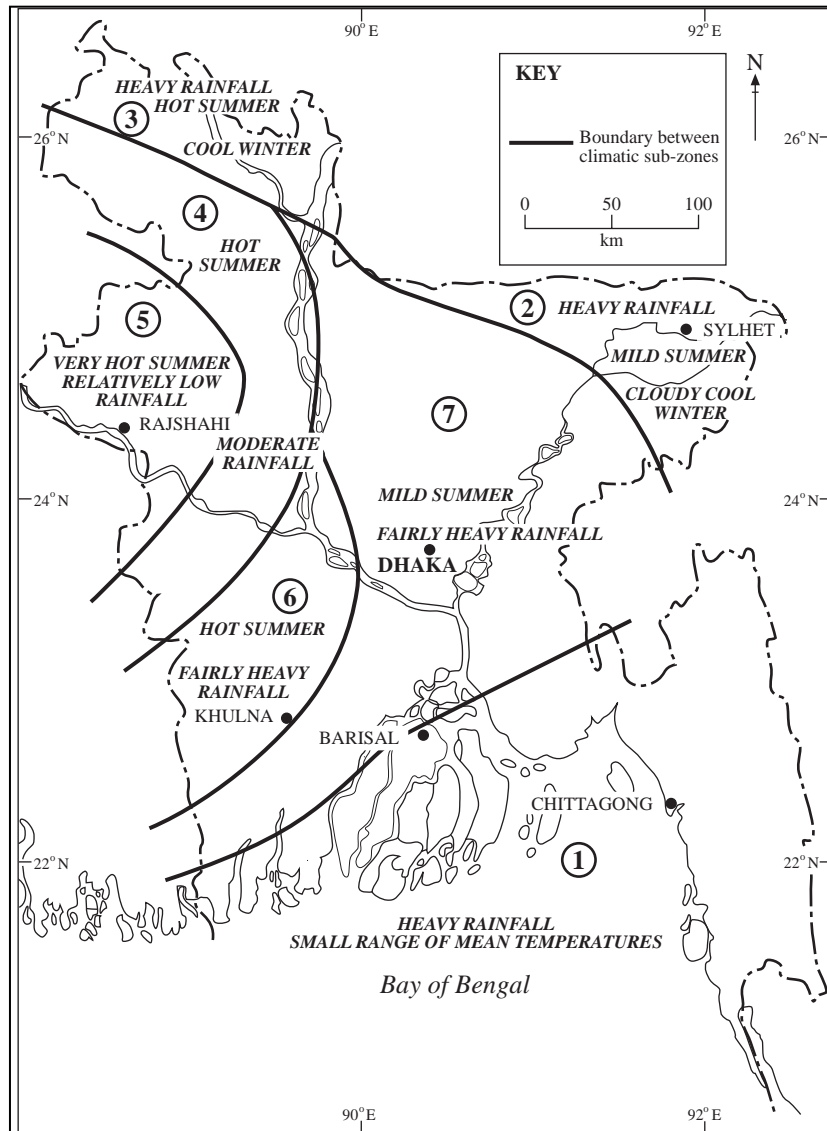 90°E
92°E
HEAVY RAINFALL
HOT SUMMER
3
COOL WINTER
KEY
Boundary between
climatic sub-zones
0
50
100
km
N
26°N
26°N
4
HOT
SUMMER
2
HEAVY RAINFALL
SYLHET
MILD SUMMER
CLOUDY COOL
WINTER
5
VERY HOT SUMMER
RELATIVELY LOW
RAINFALL
RAJSHAHI
7
MODERATE
RAINFALL
24°N
24°N
MILD SUMMER
FAIRLY HEAVY RAINFALL
DHAKA
6
HOT SUMMER
FAIRLY HEAVY
RAINFALL
KHULNA
BARISAL
CHITTAGONG
22°N
22°N
1
HEAVY RAINFALL
SMALL RANGE OF MEAN TEMPERATURES
Bay of Bengal
90°E
92°E